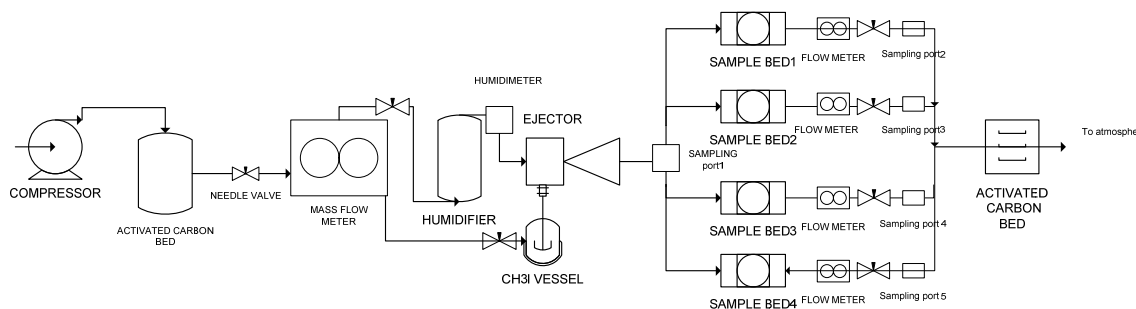 COMPRESSOR
ACTIVATED CARBON
BED
NEEDLE VALVE
MASS FLOW
METER
HUMIDIMETER
HUMIDIFIER
EJECTOR
CH3I VESSEL
SAMPLING
port1
SAMPLE BED1
FLOW METER
Sampling port2
SAMPLE BED2
FLOW METER
Sampling port3
SAMPLE BED3
FLOW METER
Sampling port 4
SAMPLE BED4
FLOW METER
Sampling port 5
ACTIVATED
CARBON
BED
To atmosphe